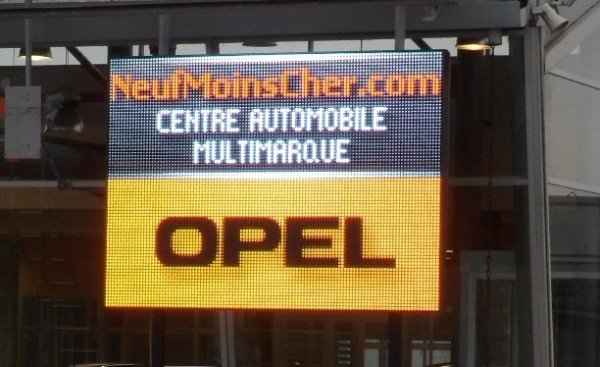 NeufMoinsCher.com
CENTRE AUTOMOBILE
MULTIMARQUE
OPEL